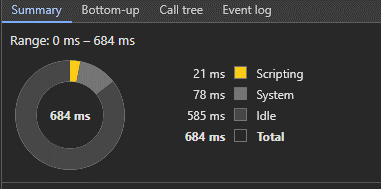 Summary Bottom-up Call tree Event log
Range: 0 ms – 684 ms
21 ms Scripting
78 ms System
684 ms 585 ms Idle
684 ms Total